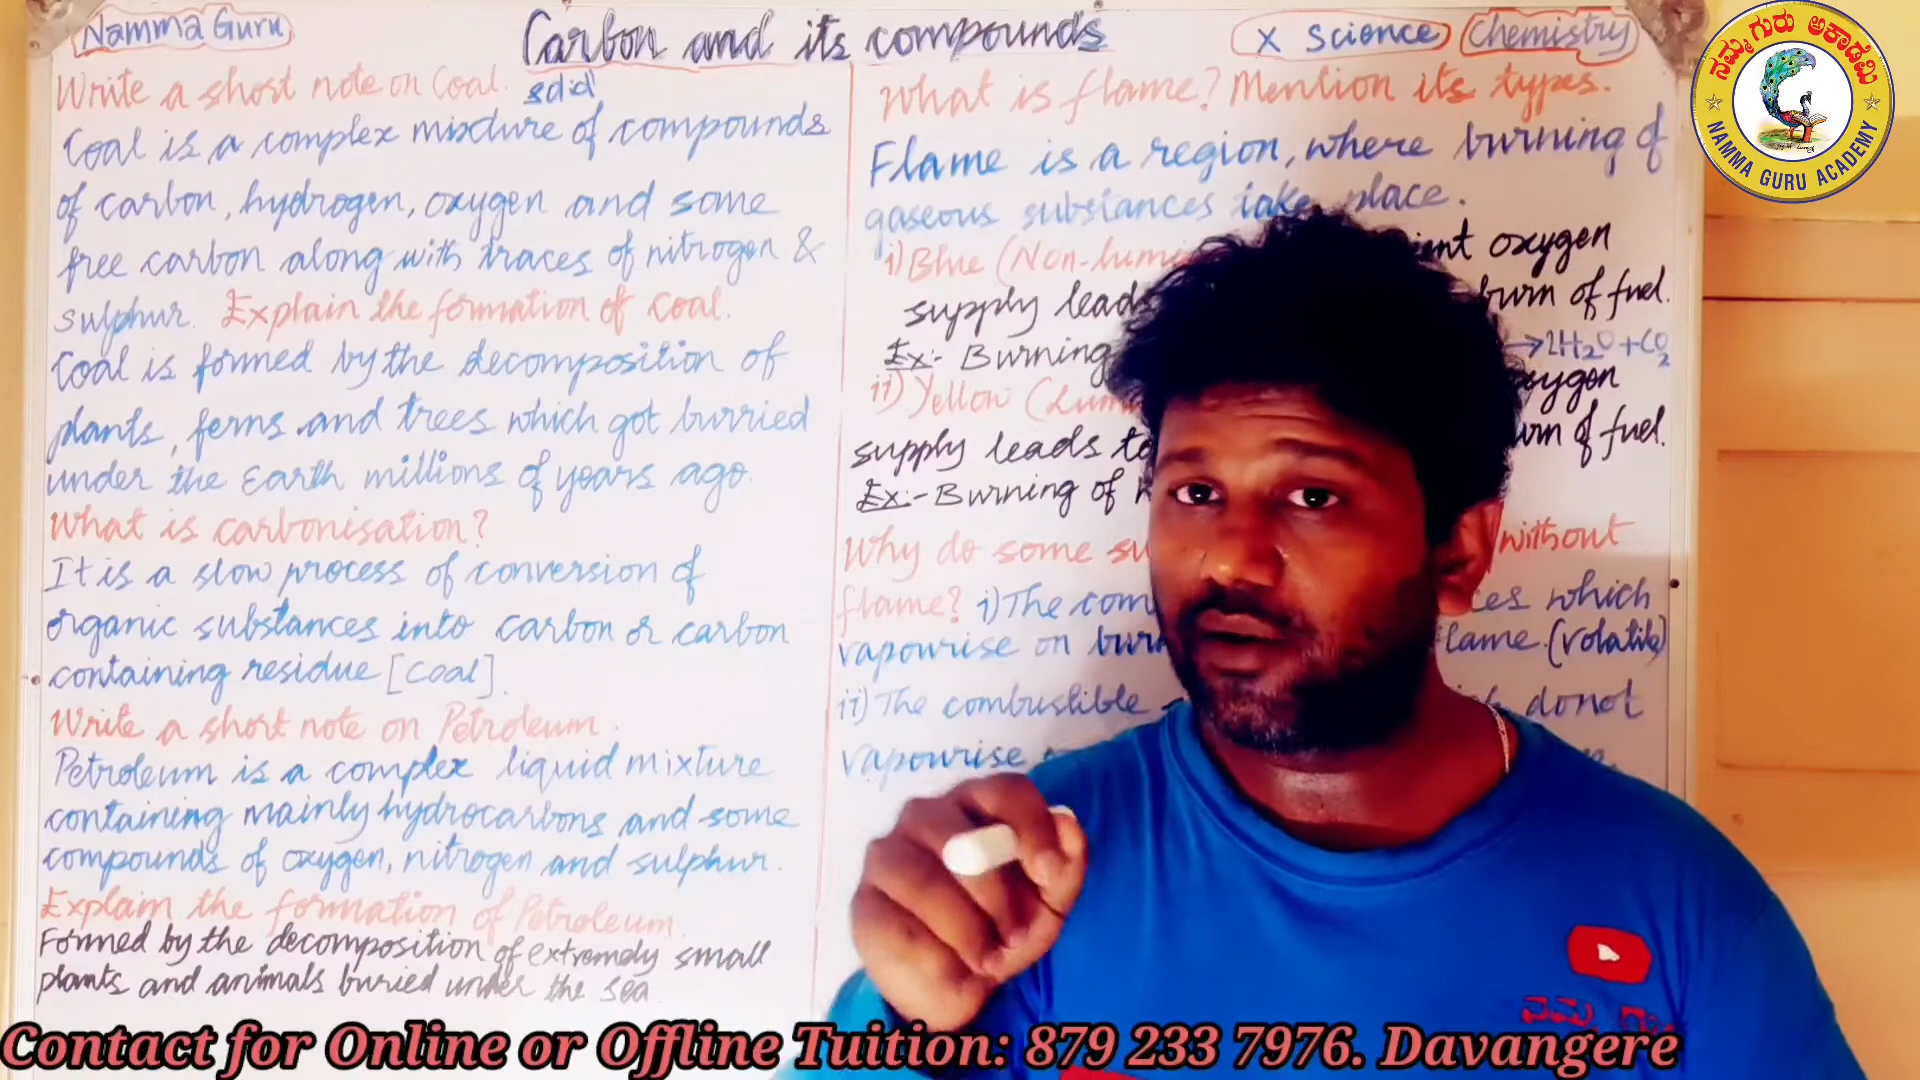 Namma Guru
Carbon and its compounds
X Science
Chemistry
ನಮ್ಮ ಗುರು ಅಕಾಡೆಮಿ
NAMMA GURU ACADEMY
Write a short note on Coal.
solid
Coal is a complex mixture of compounds
of carbon, hydrogen, oxygen and some
free carbon along with traces of nitrogen &
sulphur.
Explain the formation of Coal.
Coal is formed by the decomposition of
plants, ferns and trees which got burried
under the Earth millions of years ago.
What is carbonisation?
It is a slow process of conversion of
organic substances into carbon or carbon
containing residue [Coal].
Write a short note on Petroleum.
Petroleum is a complex liquid mixture
containing mainly hydrocarbons and some
compounds of oxygen, nitrogen and sulphur.
Explain the formation of Petroleum.
Formed by the decomposition of extremely small
plants and animals buried under the sea
What is flame? Mention its types.
Flame is a region, where burning of
gaseous substances take place.
i) Blue (Non-lumi oxygen
supply leads burn of fuel.
Ex:- Burning →2H₂O+CO₂
ii) Yellow (Lum oxygen
supply leads to of fuel.
Ex:- Burning of
Why do some su without
flame? i) The com which
vapourise on burn (volatile)
ii) The combustible donot
vapourise
ನಮ್ಮ ಗು
Contact for Online or Offline Tuition: 879 233 7976. Davangere